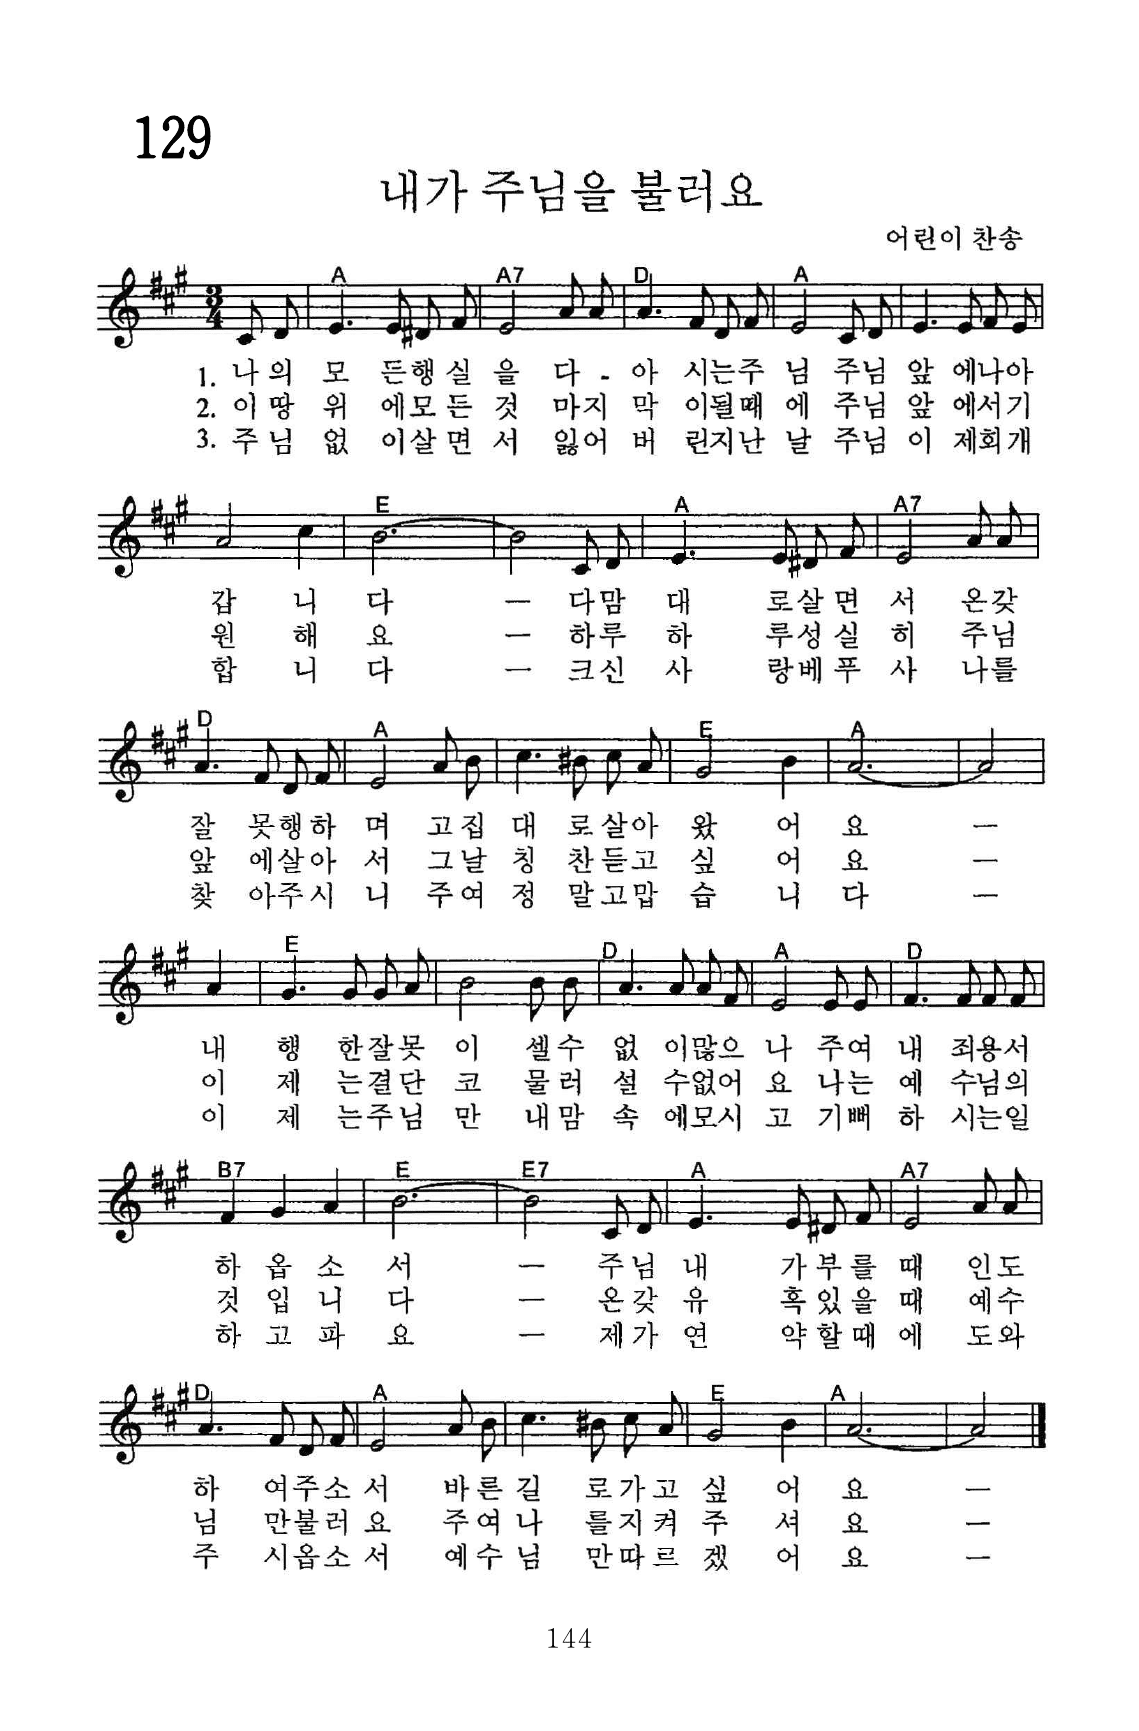 129
내가 주님을 불러요
어린이 찬송
A A7 D A
3
4
1. 나의 모 든행실 을 다 - 아 시는주 님 주님 앞 에나아
2. 이땅 위 에모든 것 마지 막 이될때 에 주님 앞 에서기
3. 주님 없 이살면 서 잃어 버 린지난 날 주님 이 제회개
E A A7
갑 니 다 — 다맘 대 로살면 서 온갖
원 해 요 — 하루 하 루성실 히 주님
합 니 다 — 크신 사 랑베푸 사 나를
D A E A
잘 못행하 며 고집 대 로살아 왔 어 요 —
앞 에살아 서 그날 칭 찬듣고 싶 어 요 —
찾 아주시 니 주여 정 말고맙 습 니 다 —
E D A D
내 행 한잘못 이 셀수 없 이많으 나 주여 내 죄용서
이 제 는결단 코 물러 설 수없어 요 나는 예 수님의
이 제 는주님 만 내맘 속 에모시 고 기뻐 하 시는일
B7 E E7 A A7
하 옵 소 서 — 주님 내 가부를 때 인도
것 입 니 다 — 온갖 유 혹있을 때 예수
하 고 파 요 — 제가 연 약할때 에 도와
D A E A
하 여주소 서 바른 길 로가고 싶 어 요 —
님 만불러 요 주여 나 를지켜 주 셔 요 —
주 시옵소 서 예수 님 만따르 겠 어 요 —
144